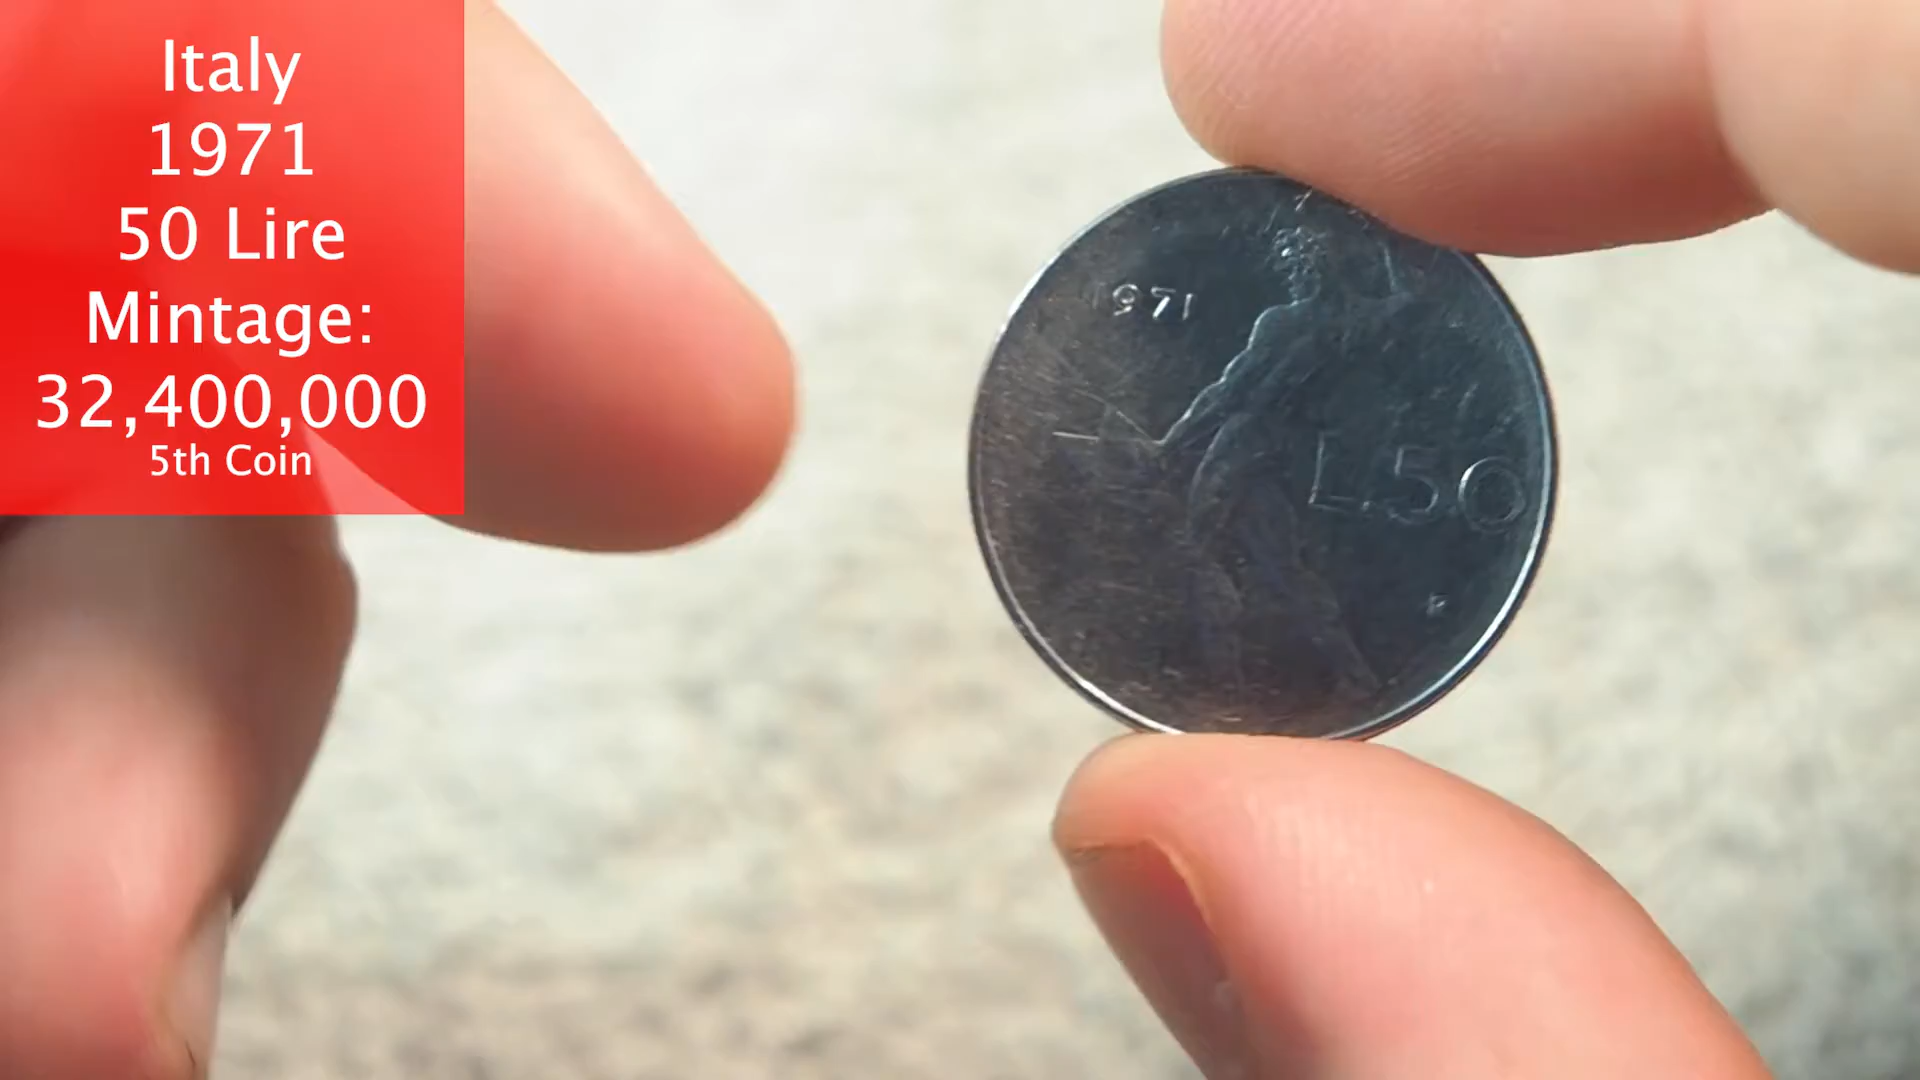 Italy
1971
50 Lire
Mintage:
32,400,000
5th Coin
1971
L.50
R